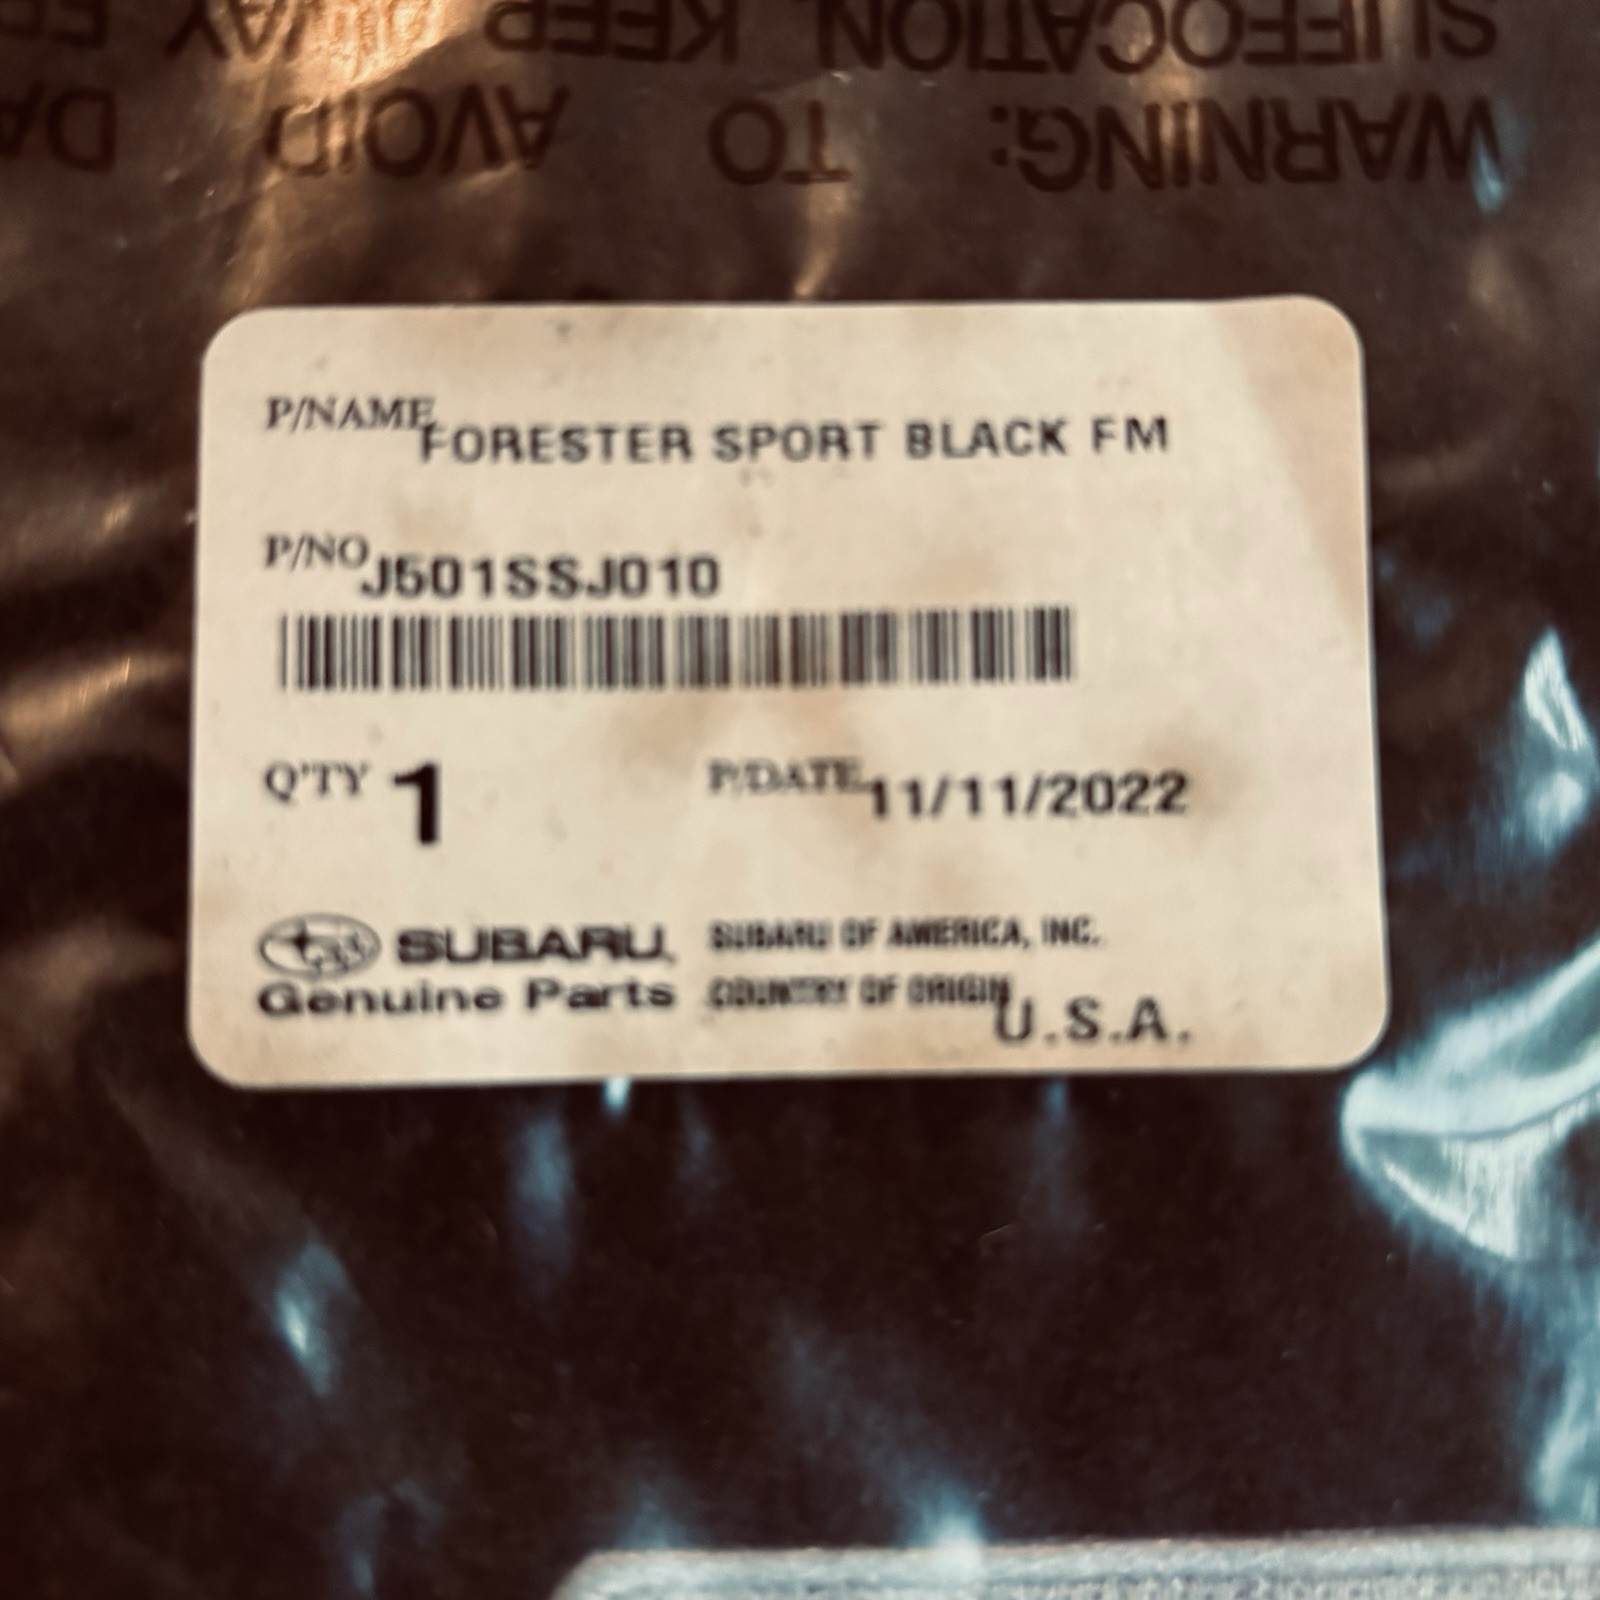 SUFFOCATION, KEEP AWAY
WARNING: TO AVOID DA
P/NAME FORESTER SPORT BLACK FM
P/NO J501SSJ010
Q'TY 1 P/DATE 11/11/2022
SUBARU SUBARU OF AMERICA, INC.
Genuine Parts COUNTRY OF ORIGIN U.S.A.